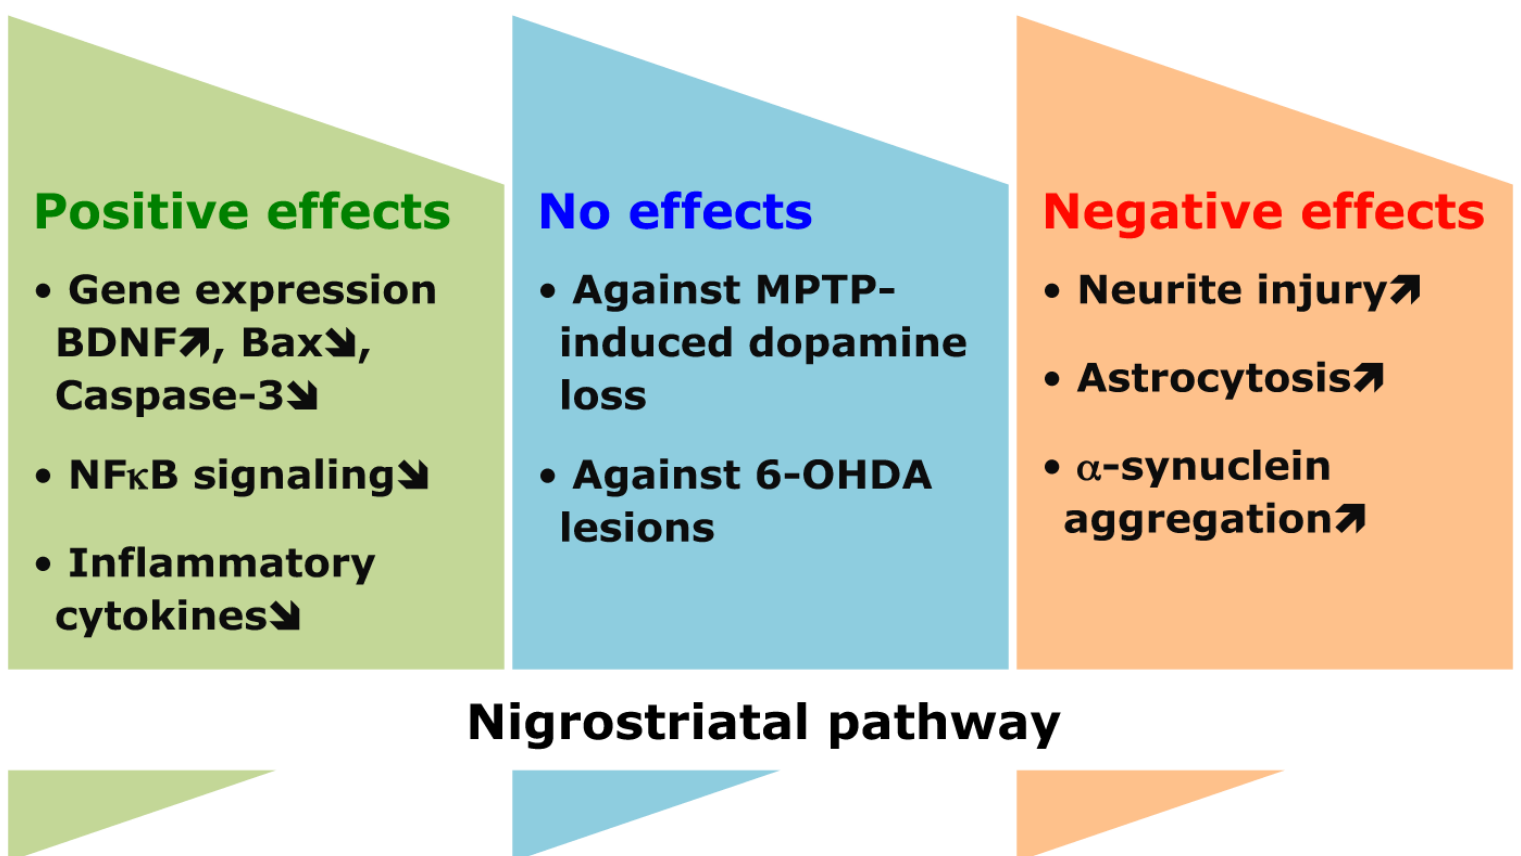 Positive effects
• Gene expression
BDNF⬈, Bax⬊,
Caspase-3⬊
• NFκB signaling⬊
• Inflammatory
cytokines⬊
No effects
• Against MPTP-
induced dopamine
loss
• Against 6-OHDA
lesions
Negative effects
• Neurite injury⬈
• Astrocytosis⬈
• α-synuclein
aggregation⬈
Nigrostriatal pathway